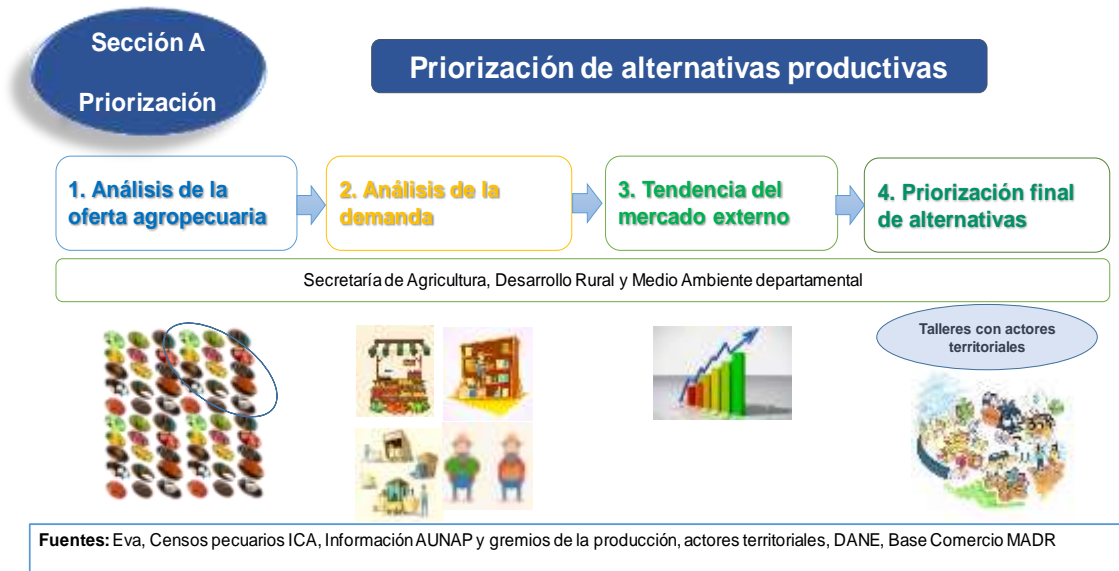 Sección A
Priorización
Priorización de alternativas productivas
1. Análisis de la
oferta agropecuaria
2. Análisis de la
demanda
3. Tendencia del
mercado externo
4. Priorización final
de alternativas
Secretaría de Agricultura, Desarrollo Rural y Medio Ambiente departamental
Talleres con actores
territoriales
Fuentes: Eva, Censos pecuarios ICA, Información AUNAP y gremios de la producción, actores territoriales, DANE, Base Comercio MADR